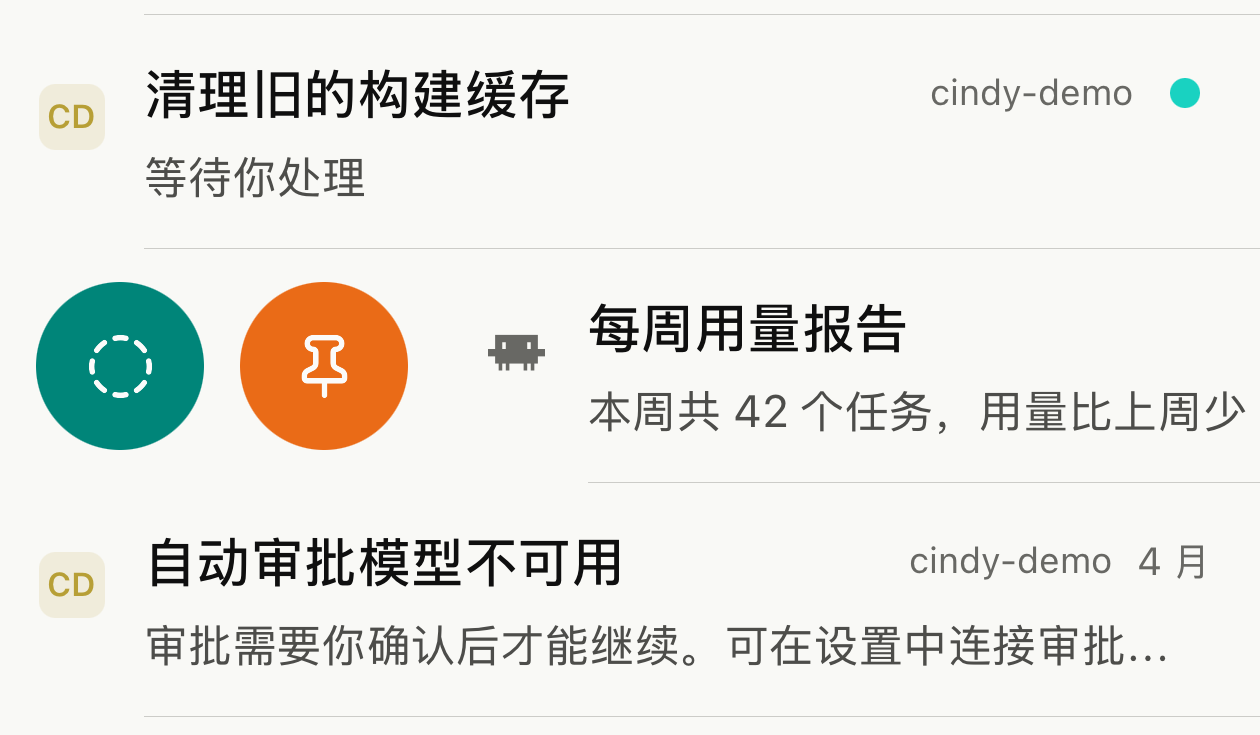 CD
清理旧的构建缓存
cindy-demo
等待你处理
每周用量报告
本周共 42 个任务，用量比上周少
CD
自动审批模型不可用
cindy-demo 4 月
审批需要你确认后才能继续。可在设置中连接审批…